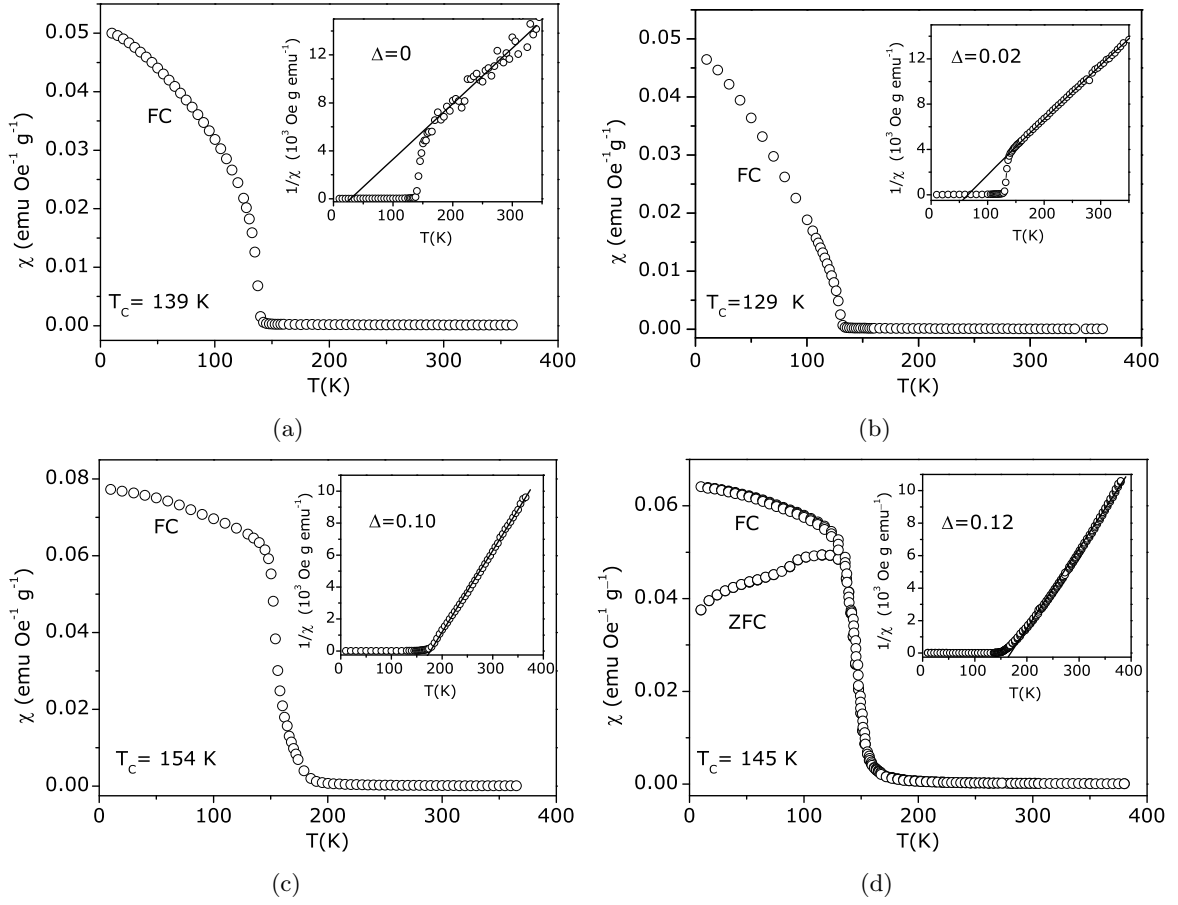 0.05
0.04
0.03
0.02
0.01
0.00
χ (emu Oe⁻¹ g⁻¹)
FC
T_C= 139 K
0 100 200 300 400
T(K)
12
8
4
0
1/χ (10³ Oe g emu⁻¹)
Δ=0
0 100 200 300
T(K)
(a)
0.05
0.04
0.03
0.02
0.01
0.00
χ (emu Oe⁻¹ g⁻¹)
FC
T_C=129 K
0 100 200 300 400
T(K)
12
8
4
0
1/χ (10³ Oe g emu⁻¹)
Δ=0.02
0 100 200 300
T(K)
(b)
0.08
0.06
0.04
0.02
0.00
χ (emu Oe⁻¹ g⁻¹)
FC
T_C= 154 K
0 100 200 300 400
T(K)
10
8
6
4
2
0
1/χ (10³ Oe g emu⁻¹)
Δ=0.10
0 100 200 300 400
T(K)
(c)
0.06
0.04
0.02
0.00
χ (emu Oe⁻¹g⁻¹)
FC
ZFC
T_C= 145 K
0 100 200 300 400
T(K)
10
8
6
4
2
0
1/χ (10³ Oe g emu⁻¹)
Δ=0.12
0 100 200 300 400
T(K)
(d)